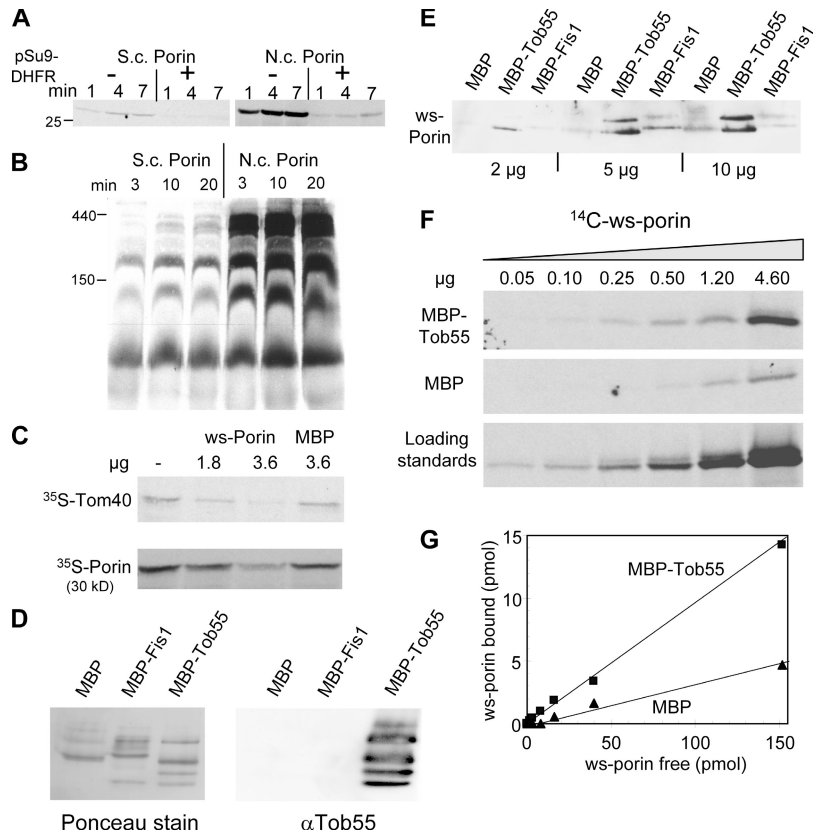 A
pSu9-
DHFR
S.c. Porin
N.c. Porin
- + - +
min 1 4 7 1 4 7 1 4 7 1 4 7
25
B
S.c. Porin N.c. Porin
min 3 10 20 3 10 20
440
150
C
ws-Porin MBP
µg - 1.8 3.6 3.6
35S-Tom40
35S-Porin
(30 kD)
D
MBP MBP-Fis1 MBP-Tob55 MBP MBP-Fis1 MBP-Tob55
Ponceau stain αTob55
E
MBP MBP-Tob55 MBP-Fis1 MBP MBP-Tob55 MBP-Fis1 MBP MBP-Tob55 MBP-Fis1
ws-
Porin
2 µg 5 µg 10 µg
F
14C-ws-porin
µg 0.05 0.10 0.25 0.50 1.20 4.60
MBP-
Tob55
MBP
Loading
standards
G
ws-porin bound (pmol)
15
10
5
0
MBP-Tob55
MBP
0 50 100 150
ws-porin free (pmol)